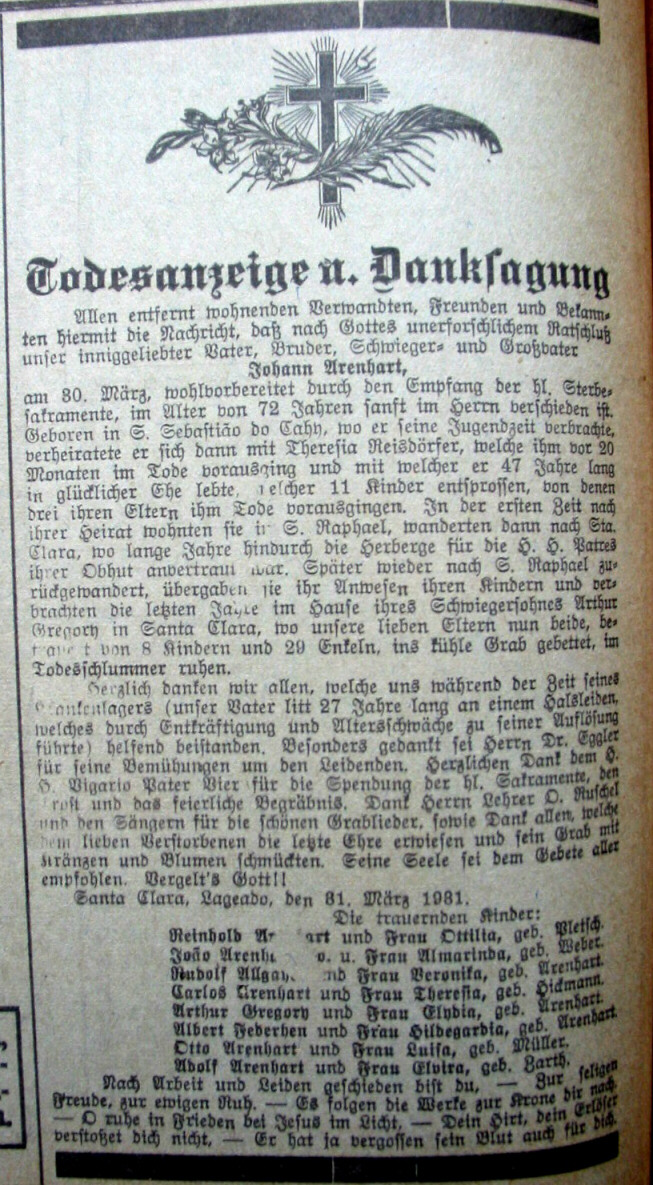 Todesanzeige u. Danksagung
Allen entfernt wohnenden Verwandten, Freunden und Bekann-
ten hiermit die Nachricht, daß nach Gottes unerforschlichem Ratschluß
unser inniggeliebter Vater, Bruder, Schwieger- und Großvater
Johann Arenhart,
am 30. März, wohlvorbereitet durch den Empfang der hl. Sterbe-
sakramente, im Alter von 72 Jahren sanft im Herrn verschieden ist.
Geboren in S. Sebastião do Cahy, wo er seine Jugendzeit verbrachte,
verheiratete er sich dann mit Theresia Reisdörfer, welche ihm vor 20
Monaten im Tode vorausging und mit welcher er 47 Jahre lang
in glücklicher Ehe lebte, welcher 11 Kinder entsprossen, von denen
drei ihren Eltern ihm Tode vorausgingen. In der ersten Zeit nach
ihrer Heirat wohnten sie in S. Raphael, wanderten dann nach Sta.
Clara, wo lange Jahre hindurch die Herberge für die H. H. Patres
ihrer Obhut anvertraut war. Später wieder nach S. Raphael zu-
rückgewandert, übergaben sie ihr Anwesen ihren Kindern und ver-
brachten die letzten Jahre im Hause ihres Schwiegersohnes Arthur
Gregory in Santa Clara, wo unsere lieben Eltern nun beide, be-
trauert von 8 Kindern und 29 Enkeln, ins kühle Grab gebettet, im
Todesschlummer ruhen.
Herzlich danken wir allen, welche uns während der Zeit seines
Krankenlagers (unser Vater litt 27 Jahre lang an einem Halsleiden,
welches durch Entkräftigung und Altersschwäche zu seiner Auflösung
führte) helfend beistanden. Besonders gedankt sei Herrn Dr. Eggler
für seine Bemühungen um den Leidenden. Herzlichen Dank dem H.
H. Vigario Pater Vier für die Spendung der hl. Sakramente, den
Trost und das feierliche Begräbnis. Dank Herrn Lehrer O. Ruschel
und den Sängern für die schönen Grablieder, sowie Dank allen, welche
dem lieben Verstorbenen die letzte Ehre erwiesen und sein Grab mit
Kränzen und Blumen schmückten. Seine Seele sei dem Gebete aller
empfohlen. Vergelt's Gott!!
Santa Clara, Lageado, den 31. März 1931.
Die trauernden Kinder:
Reinhold Arenhart und Frau Ottilia, geb. Pletsch.
João u. Frau Almarinda, geb. Weber.
Rudolf und Frau Veronika, geb. Arenhart.
Carlos Arenhart und Frau Theresia, geb. Hickmann.
Arthur Gregory und Frau Elydia, geb. Arenhart.
Albert Federhen und Frau Hildegardia, geb. Arenhart.
Otto Arenhart und Frau Luisa, geb. Müller.
Adolf Arenhart und Frau Elvira, geb. Barth.
Nach Arbeit und Leiden geschieden bist du, — Zur seligen
Freude, zur ewigen Ruh. — Es folgen die Werke zur Krone dir nach.
— O ruhe in Frieden bei Jesus im Licht, — Dein Hirt, dein Erlöser
verstoßet dich nicht, — Er hat ja vergossen sein Blut auch für dich.